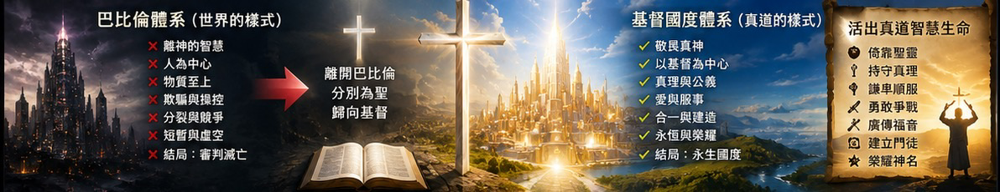 巴比倫體系 (世界的樣式)
離神的智慧
人為中心
物質至上
欺騙與操控
分裂與競爭
短暫與虛空
結局：審判滅亡
離開巴比倫
分別為聖
歸向基督
基督國度體系 (真道的樣式)
敬畏真神
以基督為中心
真理與公義
愛與服事
合一與建造
永恆與榮耀
結局：永生國度
活出真道智慧生命
倚靠聖靈
持守真理
謙卑順服
勇敢爭戰
廣傳福音
建立門徒
榮耀神名